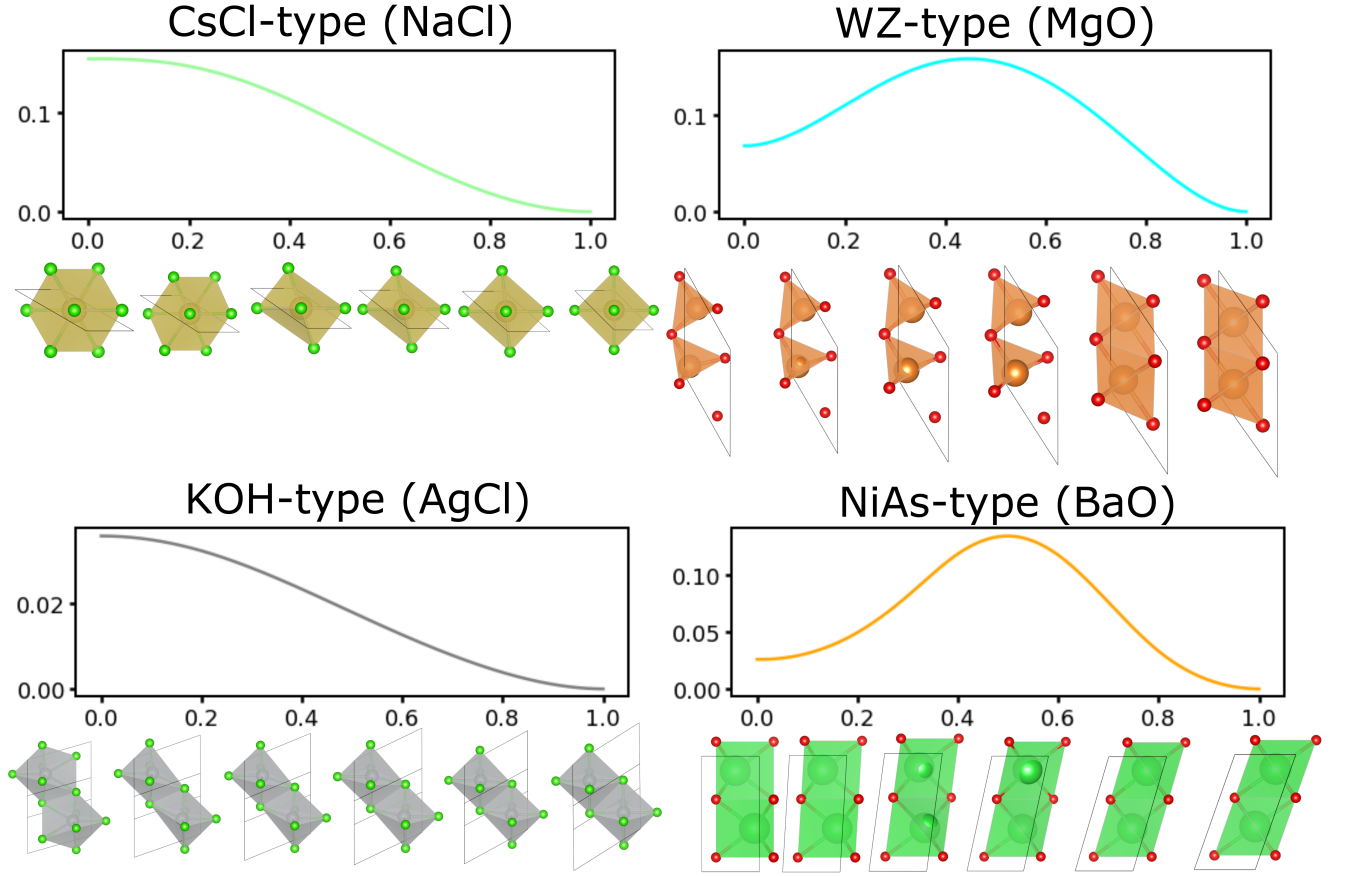 CsCl-type (NaCl)
0.1
0.0
0.0 0.2 0.4 0.6 0.8 1.0
WZ-type (MgO)
0.1
0.0
0.0 0.2 0.4 0.6 0.8 1.0
KOH-type (AgCl)
0.02
0.00
0.0 0.2 0.4 0.6 0.8 1.0
NiAs-type (BaO)
0.10
0.05
0.00
0.0 0.2 0.4 0.6 0.8 1.0